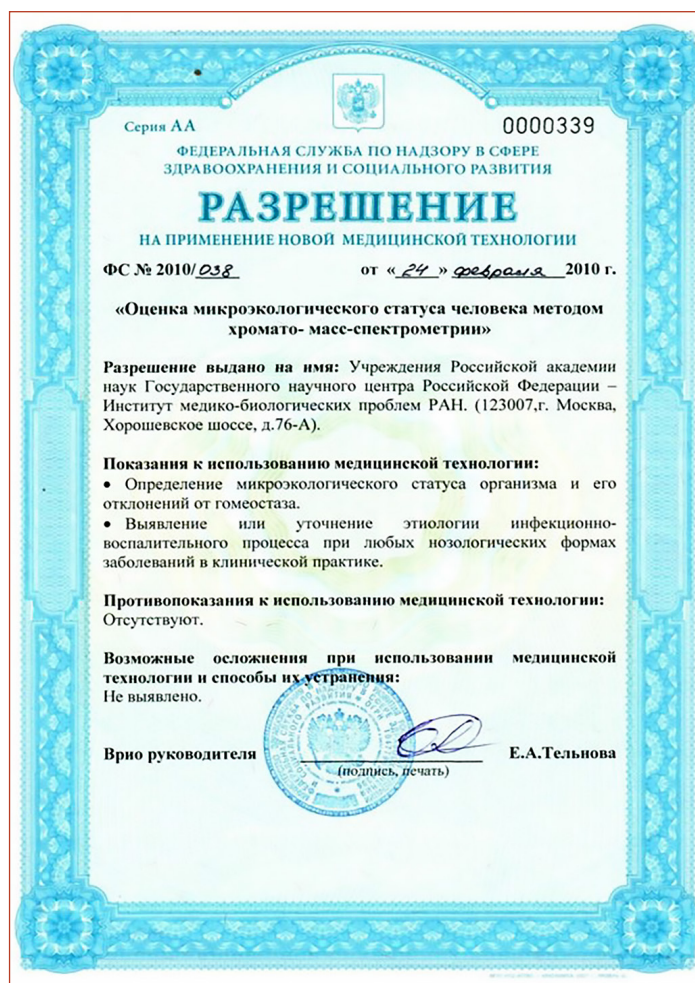 Серия АА
0000339
ФЕДЕРАЛЬНАЯ СЛУЖБА ПО НАДЗОРУ В СФЕРЕ
ЗДРАВООХРАНЕНИЯ И СОЦИАЛЬНОГО РАЗВИТИЯ
РАЗРЕШЕНИЕ
НА ПРИМЕНЕНИЕ НОВОЙ МЕДИЦИНСКОЙ ТЕХНОЛОГИИ
ФС № 2010/038 от «24» февраля 2010 г.
«Оценка микроэкологического статуса человека методом
хромато- масс-спектрометрии»
Разрешение выдано на имя: Учреждения Российской академии
наук Государственного научного центра Российской Федерации –
Институт медико-биологических проблем РАН. (123007,г. Москва,
Хорошевское шоссе, д.76-А).
Показания к использованию медицинской технологии:
• Определение микроэкологического статуса организма и его
отклонений от гомеостаза.
• Выявление или уточнение этиологии инфекционно-
воспалительного процесса при любых нозологических формах
заболеваний в клинической практике.
Противопоказания к использованию медицинской технологии:
Отсутствуют.
Возможные осложнения при использовании медицинской
технологии и способы их устранения:
Не выявлено.
Врио руководителя Е.А.Тельнова
(подпись, печать)